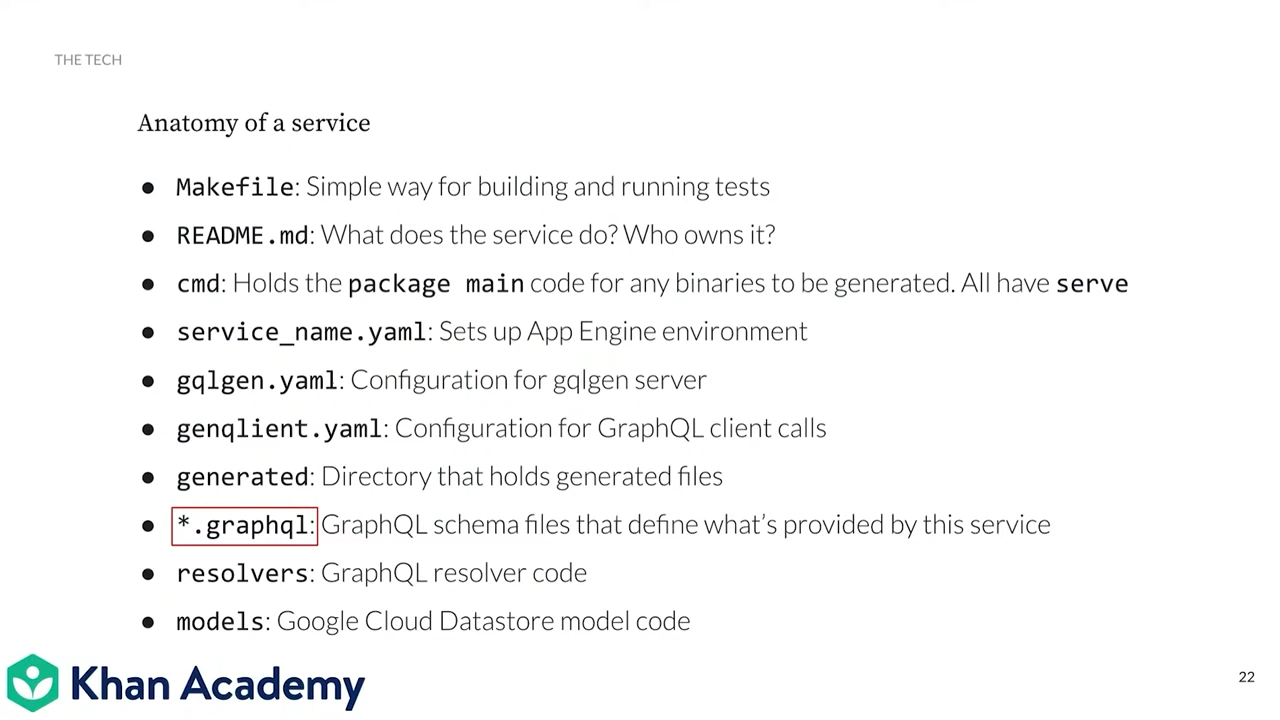 THE TECH
Anatomy of a service
● Makefile: Simple way for building and running tests
● README.md: What does the service do? Who owns it?
● cmd: Holds the package main code for any binaries to be generated. All have serve
● service_name.yaml: Sets up App Engine environment
● gqlgen.yaml: Configuration for gqlgen server
● genqlient.yaml: Configuration for GraphQL client calls
● generated: Directory that holds generated files
● *.graphql: GraphQL schema files that define what’s provided by this service
● resolvers: GraphQL resolver code
● models: Google Cloud Datastore model code
Khan Academy
22